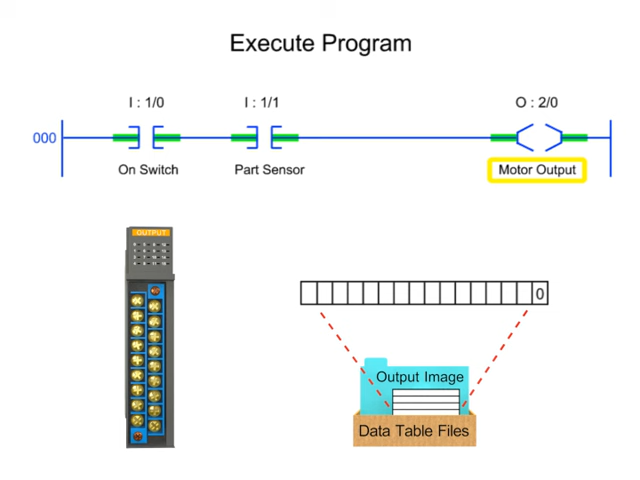 Execute Program
I : 1/0
I : 1/1
O : 2/0
000
On Switch
Part Sensor
Motor Output
OUTPUT
0
Output Image
Data Table Files